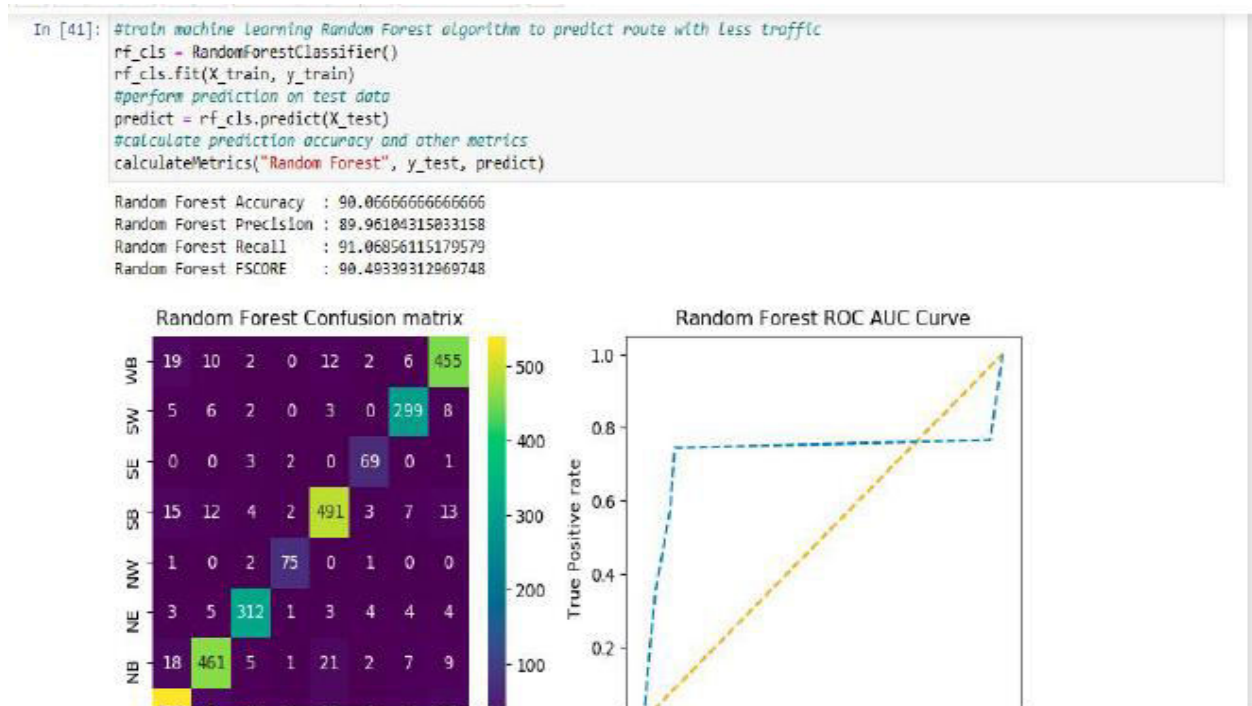 In [41]: #train machine learning Random Forest algorithm to predict route with less traffic
rf_cls = RandomForestClassifier()
rf_cls.fit(X_train, y_train)
#perform prediction on test data
predict = rf_cls.predict(X_test)
#calculate prediction accuracy and other metrics
calculateMetrics("Random Forest", y_test, predict)
Random Forest Accuracy : 90.06666666666666
Random Forest Precision : 89.96104315033158
Random Forest Recall : 91.06856115179579
Random Forest FSCORE : 90.49339312969748
Random Forest Confusion matrix
WB 19 10 2 0 12 2 6 455
SW 5 6 2 0 3 0 299 8
SE 0 0 3 2 0 69 0 1
SB 15 12 4 2 491 3 7 13
NW 1 0 2 75 0 1 0 0
NE 3 5 312 1 3 4 4 4
NB 18 461 5 1 21 2 7 9
500
400
300
200
100
Random Forest ROC AUC Curve
True Positive rate
1.0
0.8
0.6
0.4
0.2